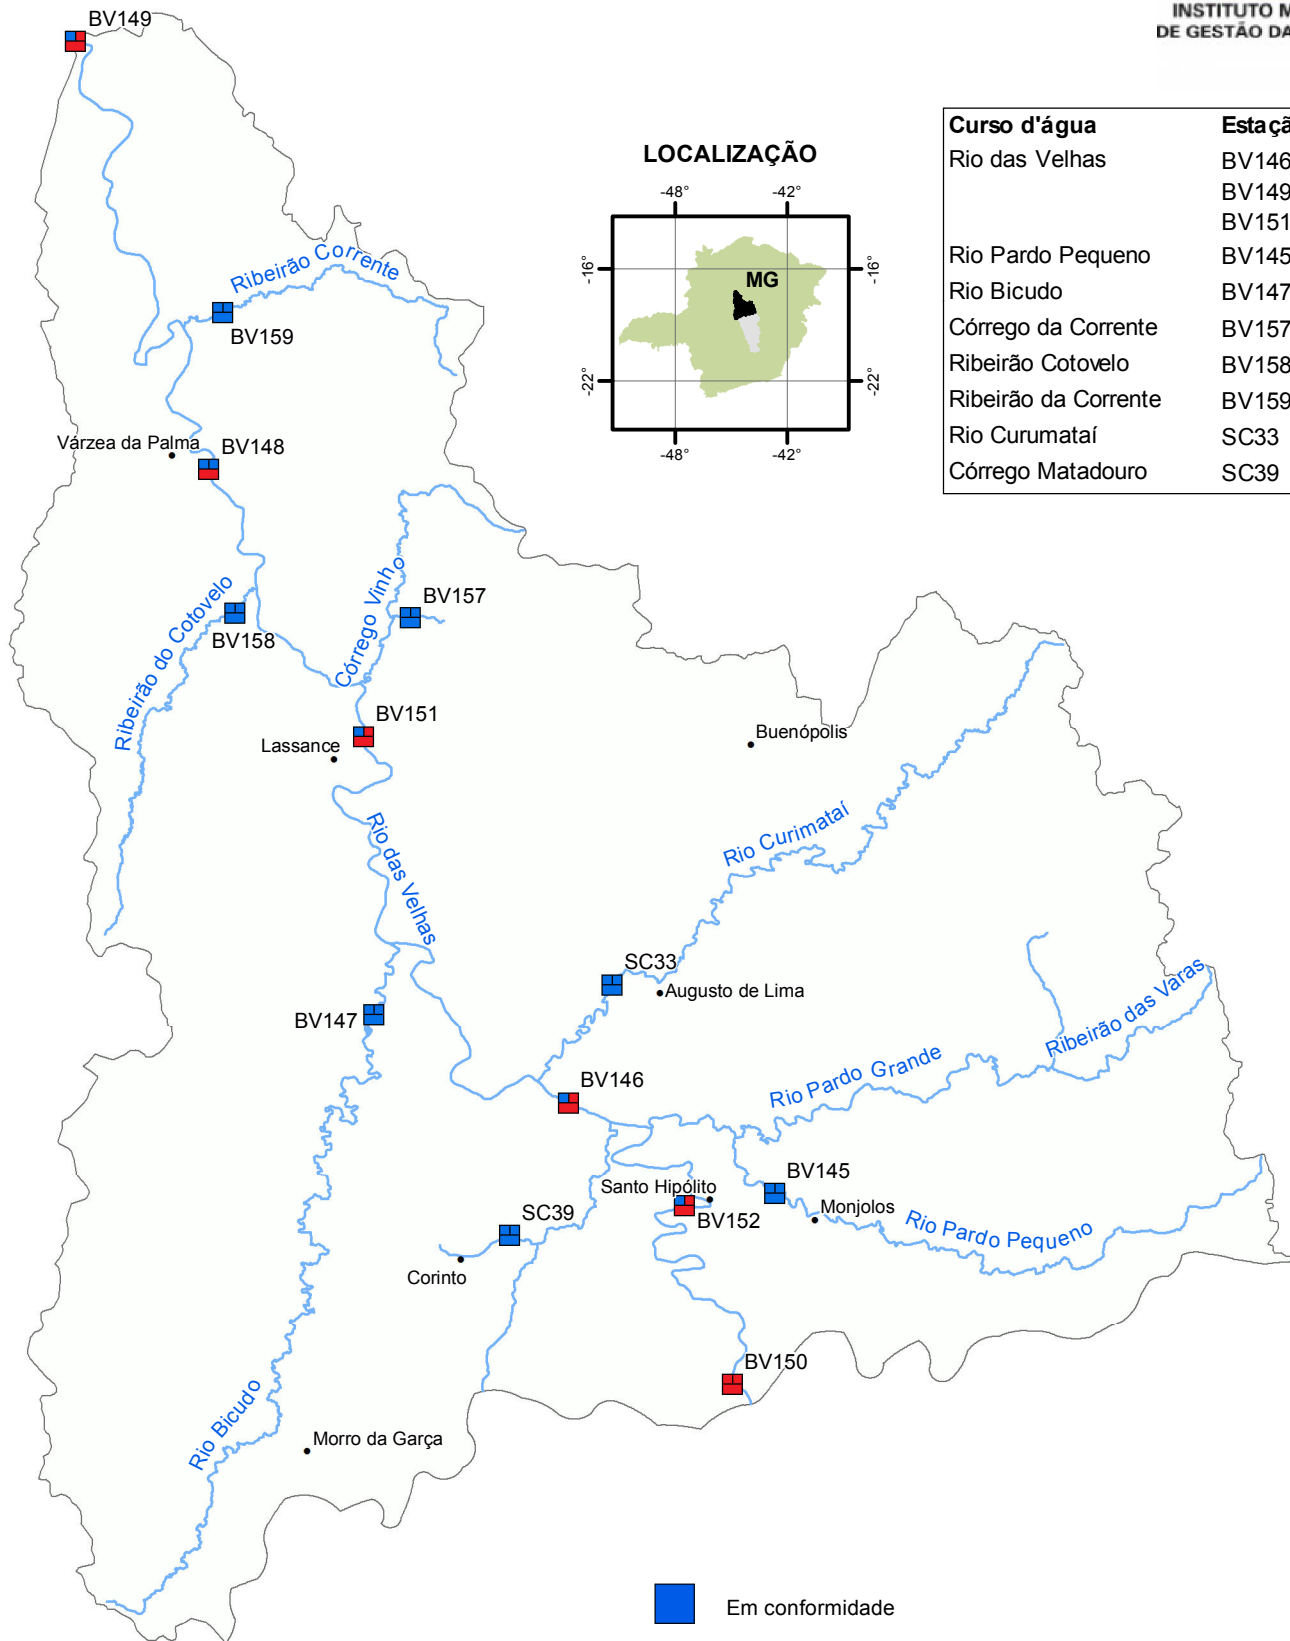 INSTITUTO M
DE GESTÃO DA
BV149
Curso d'água Estaçã
Rio das Velhas BV146
BV149
BV151
Rio Pardo Pequeno BV145
Rio Bicudo BV147
Córrego da Corrente BV157
Ribeirão Cotovelo BV158
Ribeirão da Corrente BV159
Rio Curumataí SC33
Córrego Matadouro SC39
LOCALIZAÇÃO
-48° -42°
-16° -16°
MG
-22° -22°
-48° -42°
Ribeirão Corrente
BV159
Várzea da Palma
BV148
Córrego Vinho
BV157
Ribeirão do Cotovelo
BV158
BV151
Lassance
Buenópolis
Rio das Velhas
Rio Curimataí
SC33
Augusto de Lima
Ribeirão das Varas
BV147
Rio Pardo Grande
BV146
BV145
Santo Hipólito
BV152
Monjolos
Rio Pardo Pequeno
SC39
Corinto
BV150
Rio Bicudo
Morro da Garça
Em conformidade